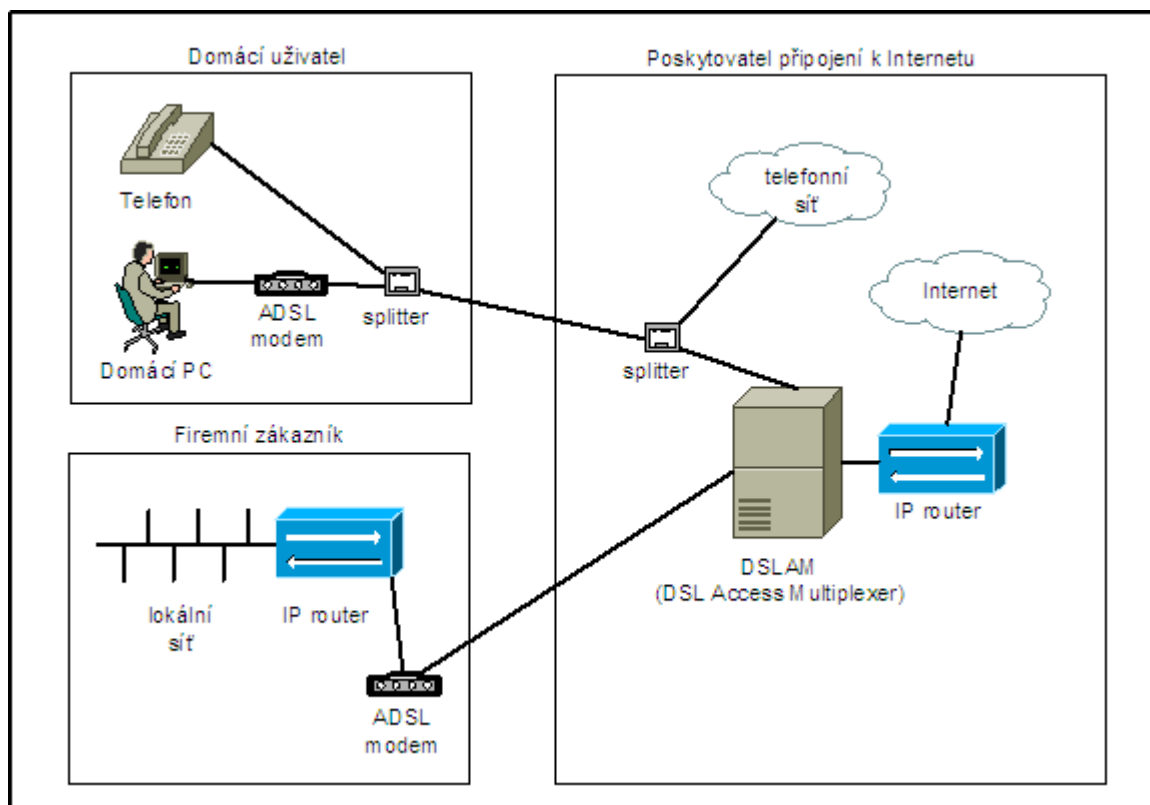 Domácí uživatel
Telefon
Domácí PC
ADSL
modem
splitter
Firemní zákazník
lokální
síť
IP router
ADSL
modem
Poskytovatel připojení k Internetu
telefonní
síť
Internet
splitter
IP router
DSLAM
(DSL Access Multiplexer)